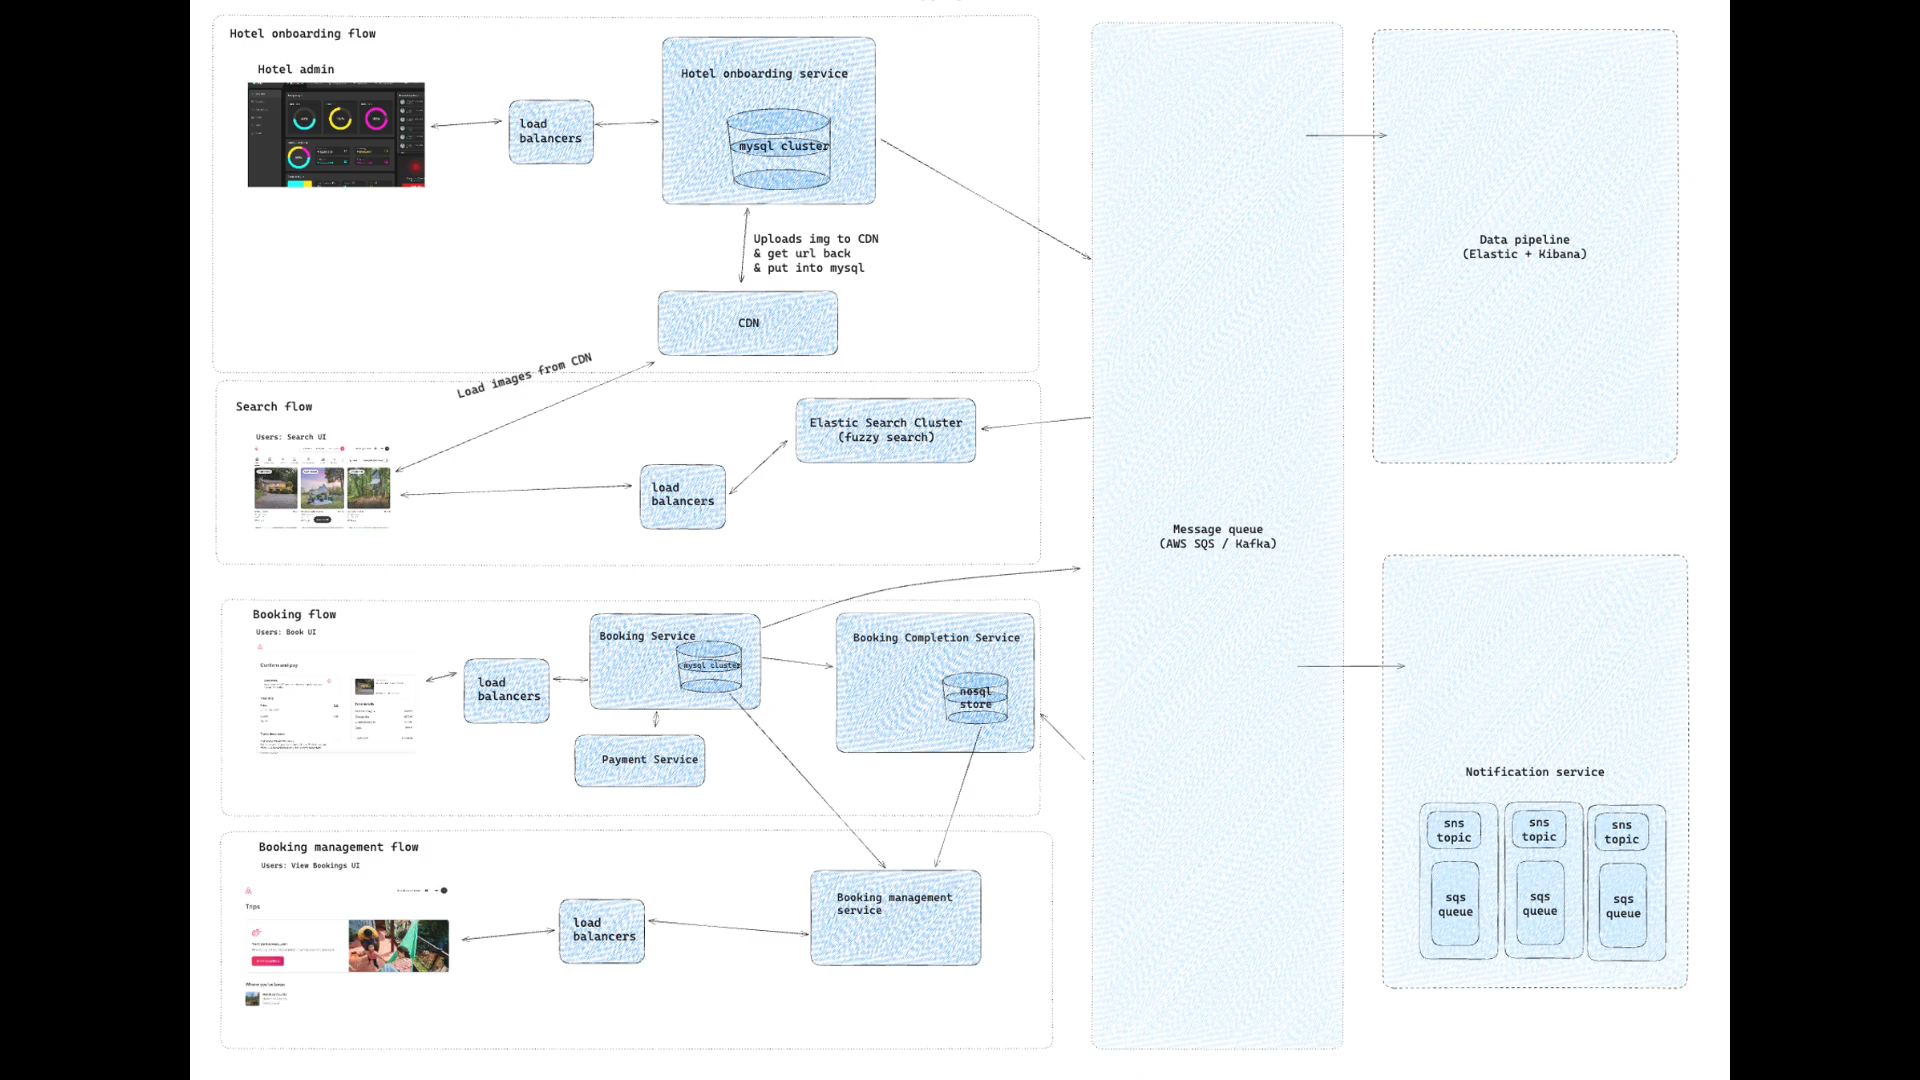 Hotel onboarding flow
Hotel admin
load
balancers
Hotel onboarding service
mysql cluster
Uploads img to CDN
& get url back
& put into mysql
CDN
Load images from CDN
Search flow
Users: Search UI
load
balancers
Elastic Search Cluster
(fuzzy search)
Booking flow
Users: Book UI
Confirm and pay
load
balancers
Booking Service
mysql cluster
Payment Service
Booking Completion Service
nosql
store
Booking management flow
Users: View Bookings UI
Trips
load
balancers
Booking management
service
Message queue
(AWS SQS / Kafka)
Data pipeline
(Elastic + Kibana)
Notification service
sns
topic
sqs
queue
sns
topic
sqs
queue
sns
topic
sqs
queue